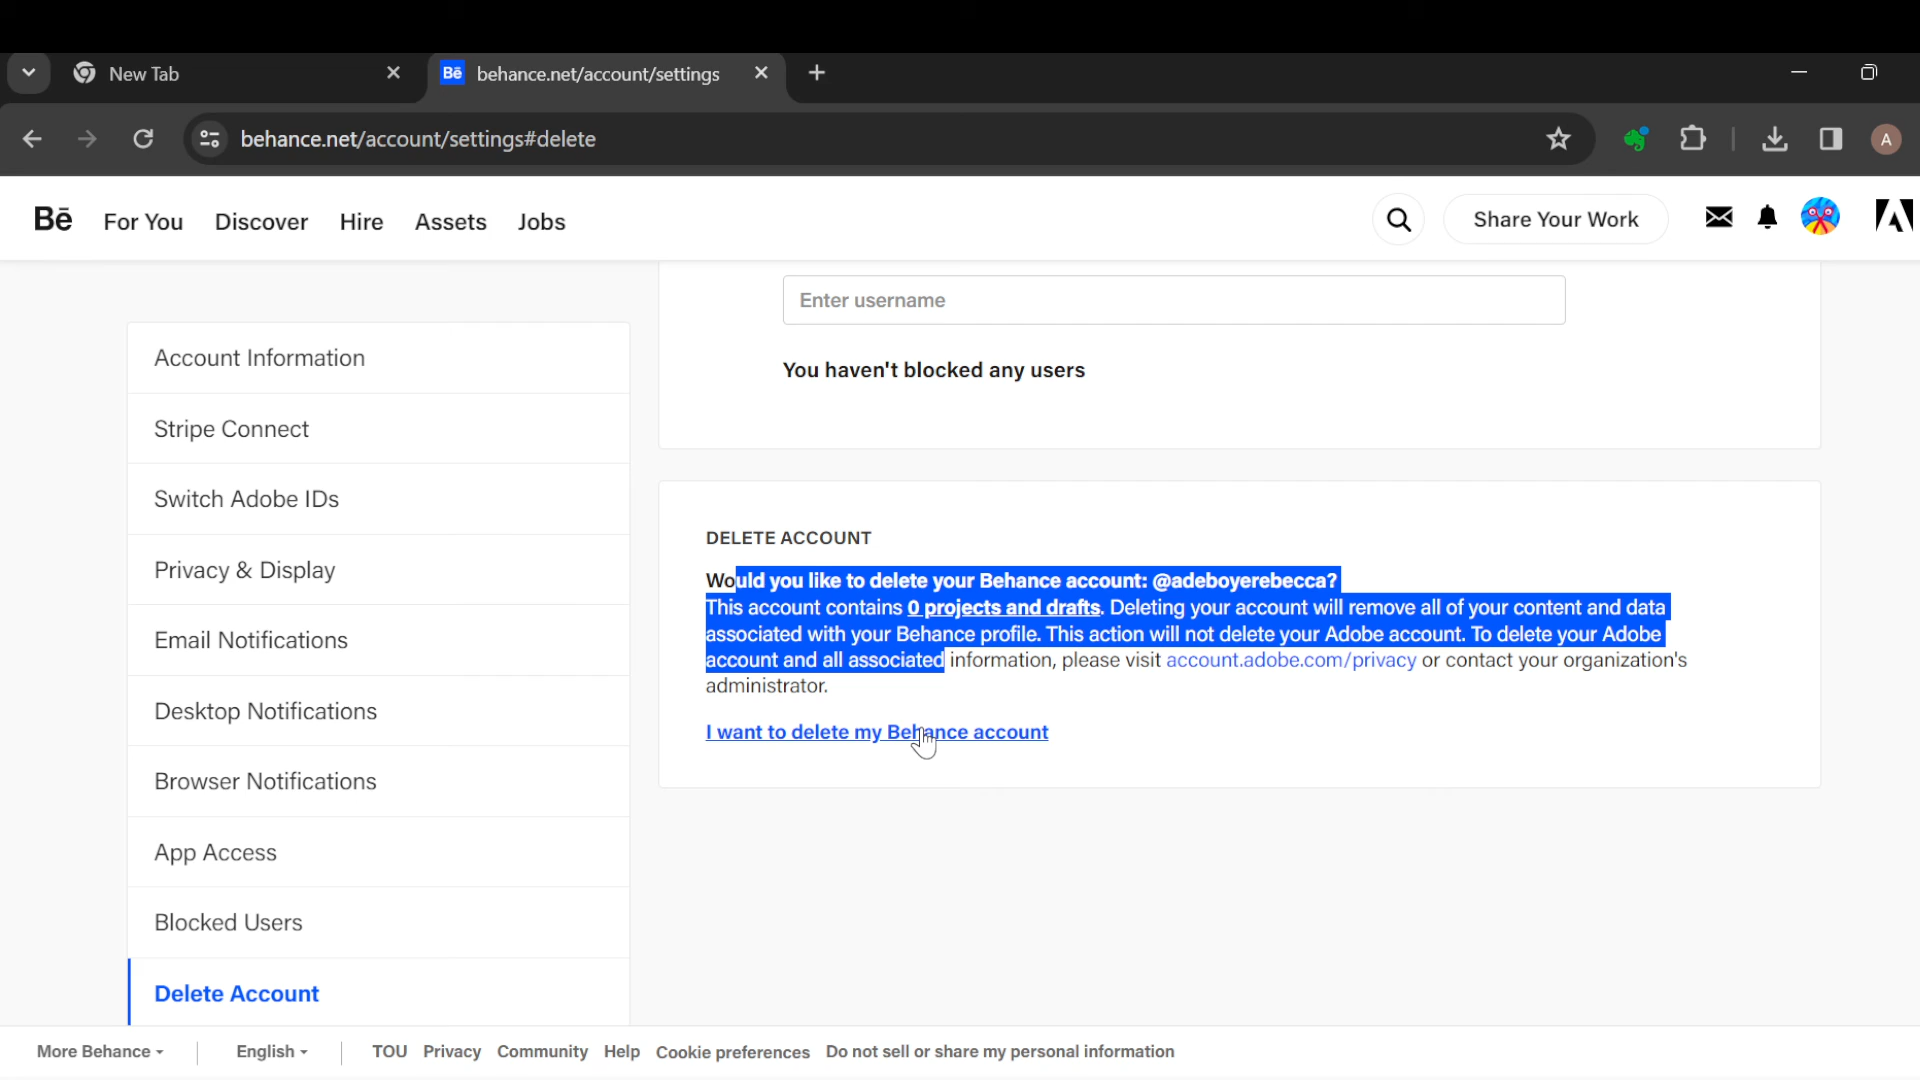 New Tab
Bē behance.net/account/settings
behance.net/account/settings#delete
A
Bē For You Discover Hire Assets Jobs Share Your Work
Enter username
You haven't blocked any users
Account Information
Stripe Connect
Switch Adobe IDs
Privacy & Display
Email Notifications
Desktop Notifications
Browser Notifications
App Access
Blocked Users
Delete Account
DELETE ACCOUNT
Would you like to delete your Behance account: @adeboyerebecca?
This account contains 0 projects and drafts. Deleting your account will remove all of your content and data
associated with your Behance profile. This action will not delete your Adobe account. To delete your Adobe
account and all associated information, please visit account.adobe.com/privacy or contact your organization's
administrator.
I want to delete my Behance account
More Behance English TOU Privacy Community Help Cookie preferences Do not sell or share my personal information